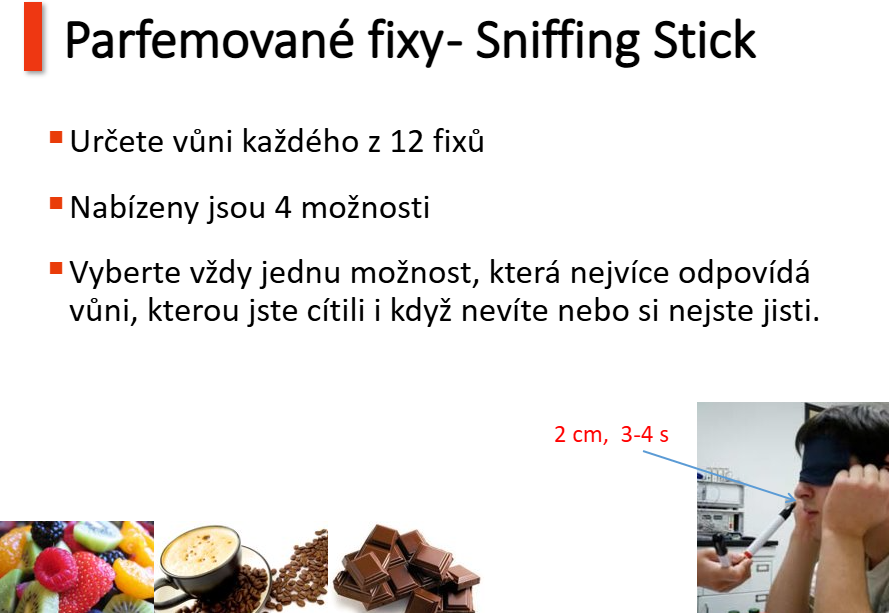 Parfemované fixy- Sniffing Stick
Určete vůni každého z 12 fixů
Nabízeny jsou 4 možnosti
Vyberte vždy jednu možnost, která nejvíce odpovídá
vůni, kterou jste cítili i když nevíte nebo si nejste jisti.
2 cm,  3-4 s